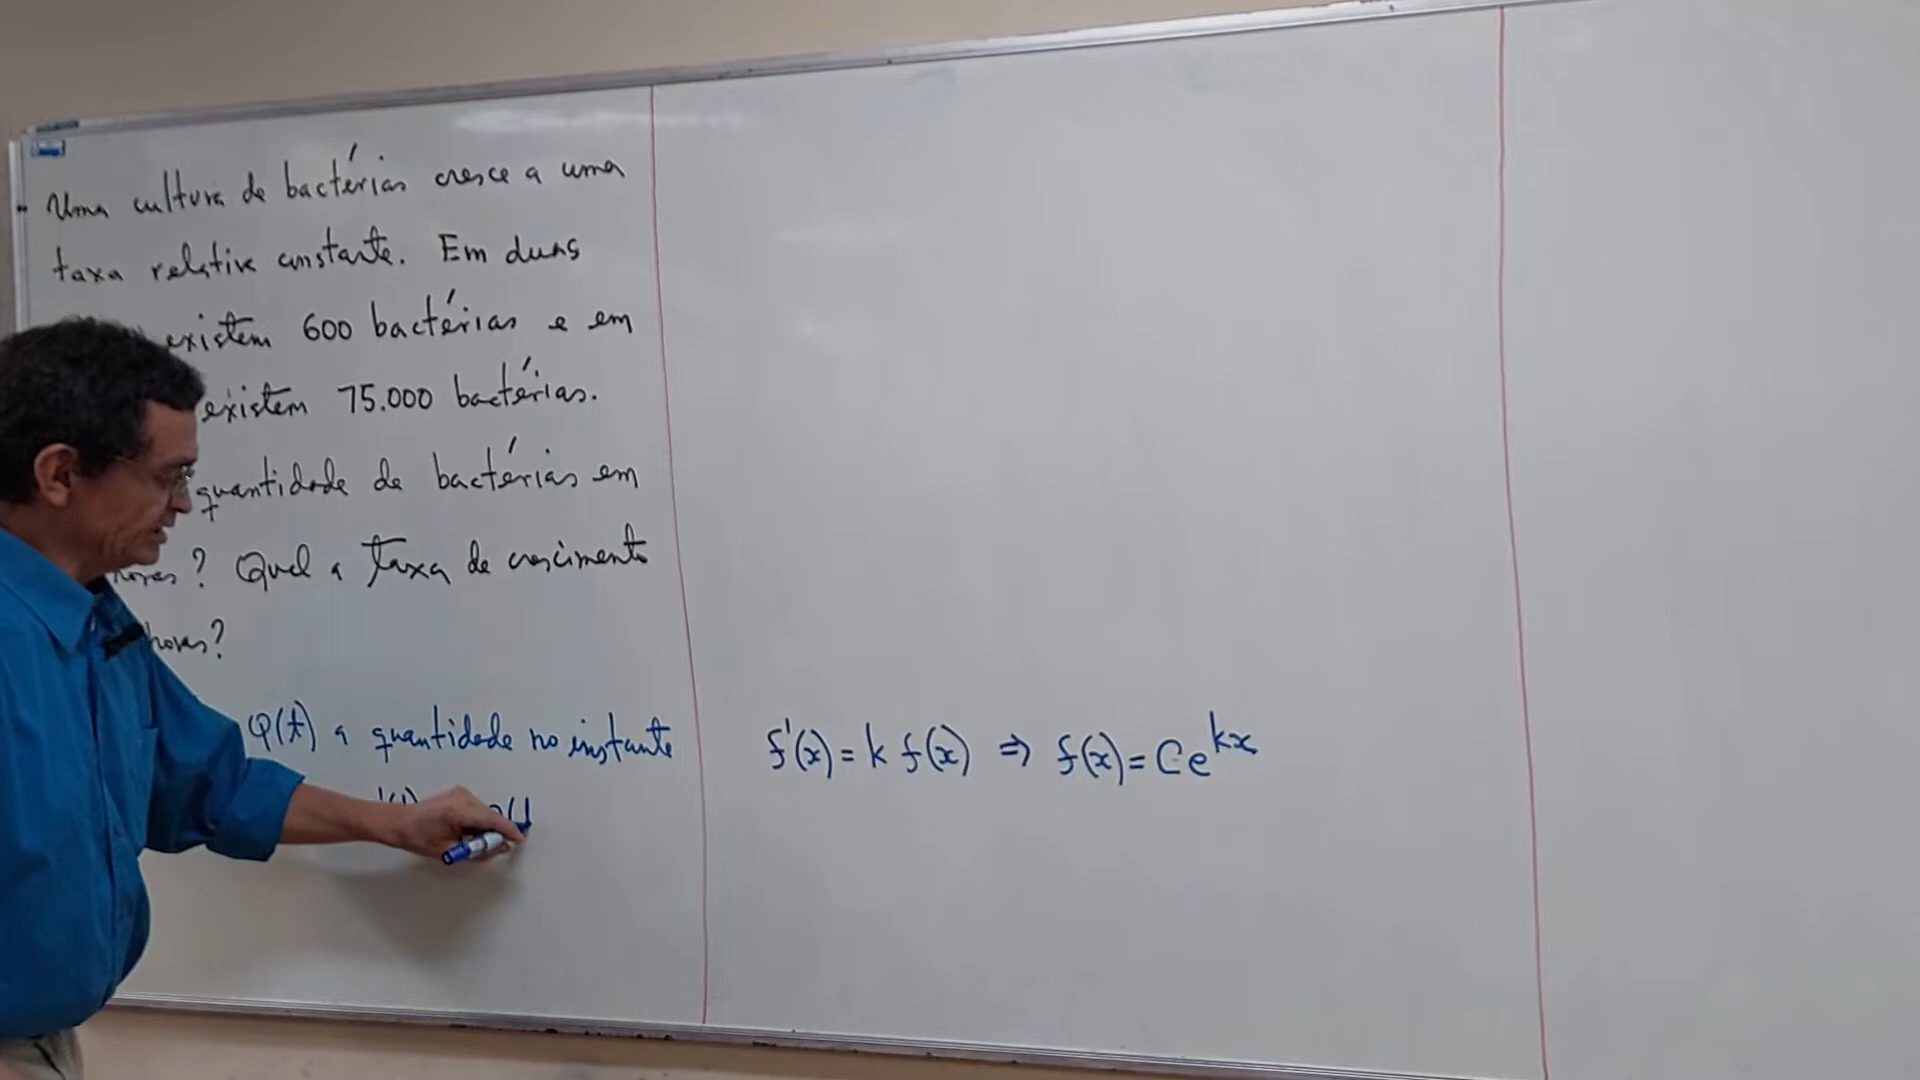 Uma cultura de bactérias cresce a uma
taxa relativa constante. Em duas
existem 600 bactérias e em
existem 75.000 bactérias.
quantidade de bactérias em
horas? Qual a taxa de crescimento
horas?
φ(t) a quantidade no instante
f'(x) = k f(x) ⇒ f(x) = Ce^{kx}